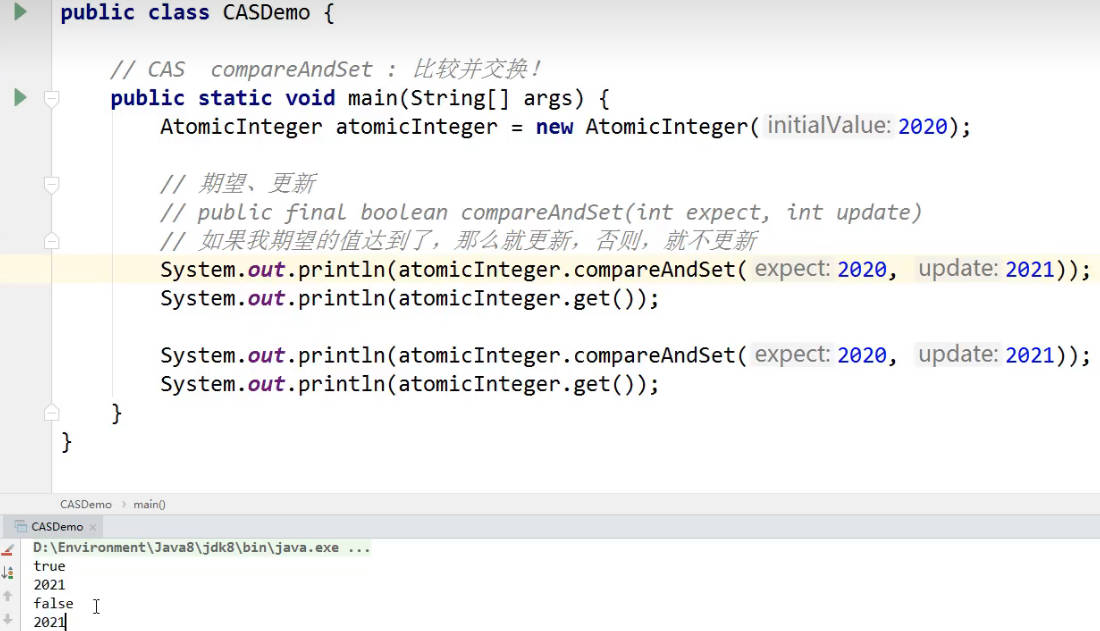 public class CASDemo {
// CAS compareAndSet : 比较并交换!
public static void main(String[] args) {
AtomicInteger atomicInteger = new AtomicInteger( initialValue: 2020);
// 期望、更新
// public final boolean compareAndSet(int expect, int update)
// 如果我期望的值达到了，那么就更新，否则，就不更新
System.out.println(atomicInteger.compareAndSet( expect: 2020, update: 2021));
System.out.println(atomicInteger.get());
System.out.println(atomicInteger.compareAndSet( expect: 2020, update: 2021));
System.out.println(atomicInteger.get());
}
}
CASDemo › main()
CASDemo ×
D:\Environment\Java8\jdk8\bin\java.exe ...
true
2021
false
2021